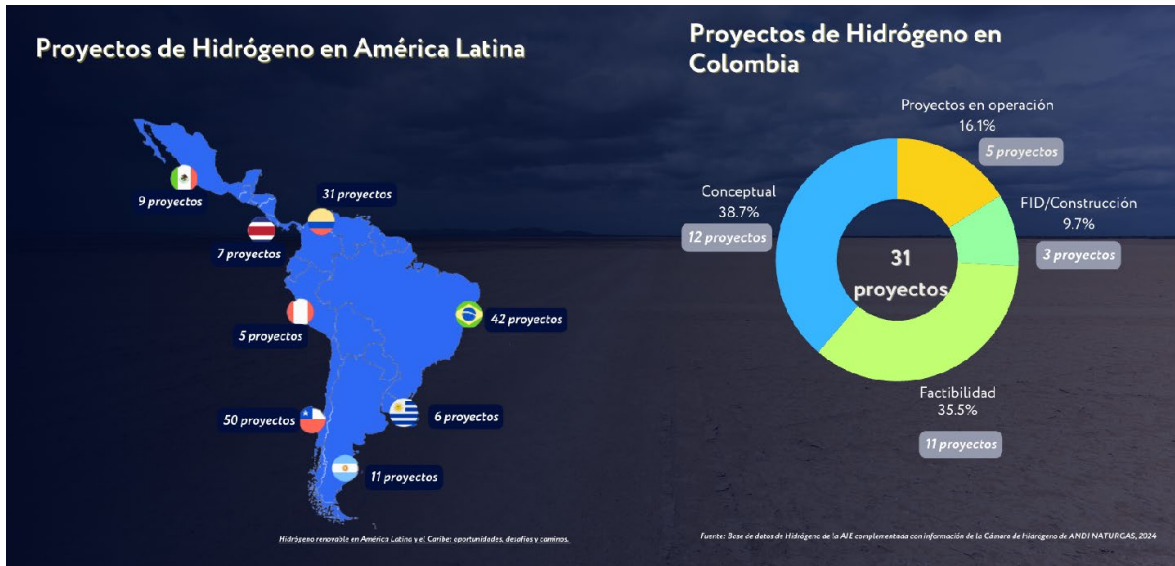 Proyectos de Hidrógeno en América Latina
9 proyectos
7 proyectos
31 proyectos
5 proyectos
42 proyectos
50 proyectos
6 proyectos
11 proyectos
Hidrógeno renovable en América Latina y el Caribe: oportunidades, desafíos y caminos.
Proyectos de Hidrógeno en
Colombia
Proyectos en operación
16.1%
5 proyectos
Conceptual
38.7%
12 proyectos
FID/Construcción
9.7%
3 proyectos
31
proyectos
Factibilidad
35.5%
11 proyectos
Fuente: Base de datos de Hidrógeno de la AIE complementada con información de la Cámara de Hidrógeno de ANDI NATURGAS, 2024